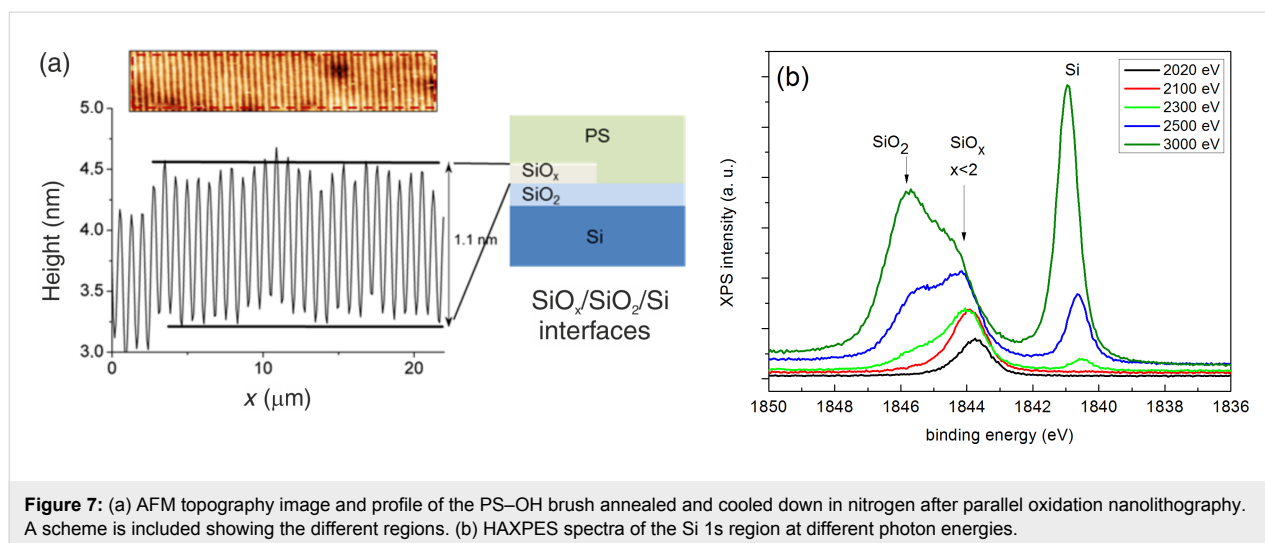 (a)
5.0
4.5
4.0
3.5
3.0
Height (nm)
0
10
20
x (μm)
1.1 nm
PS
SiOx
SiO2
Si
SiOx/SiO2/Si
interfaces
(b)
XPS intensity (a. u.)
SiO2
SiOx
x<2
Si
2020 eV
2100 eV
2300 eV
2500 eV
3000 eV
1850 1848 1846 1844 1842 1840 1838 1836
binding energy (eV)
Figure 7: (a) AFM topography image and profile of the PS–OH brush annealed and cooled down in nitrogen after parallel oxidation nanolithography.
A scheme is included showing the different regions. (b) HAXPES spectra of the Si 1s region at different photon energies.